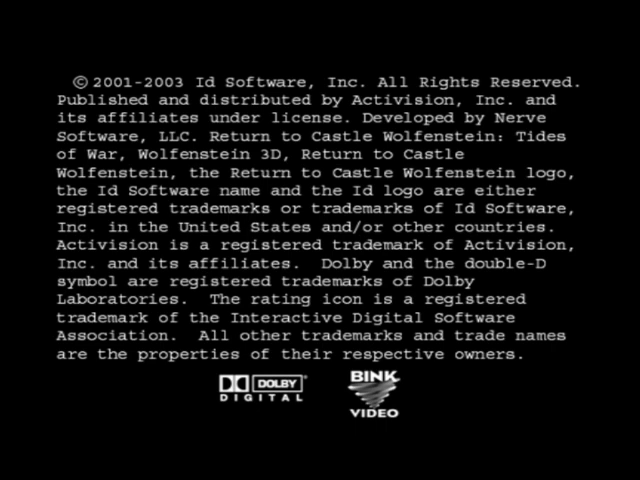 © 2001-2003 Id Software, Inc. All Rights Reserved.
Published and distributed by Activision, Inc. and
its affiliates under license. Developed by Nerve
Software, LLC. Return to Castle Wolfenstein: Tides
of War, Wolfenstein 3D, Return to Castle
Wolfenstein, the Return to Castle Wolfenstein logo,
the Id Software name and the Id logo are either
registered trademarks or trademarks of Id Software,
Inc. in the United States and/or other countries.
Activision is a registered trademark of Activision,
Inc. and its affiliates. Dolby and the double-D
symbol are registered trademarks of Dolby
Laboratories. The rating icon is a registered
trademark of the Interactive Digital Software
Association. All other trademarks and trade names
are the properties of their respective owners.
DOLBY
DIGITAL
BINK
VIDEO